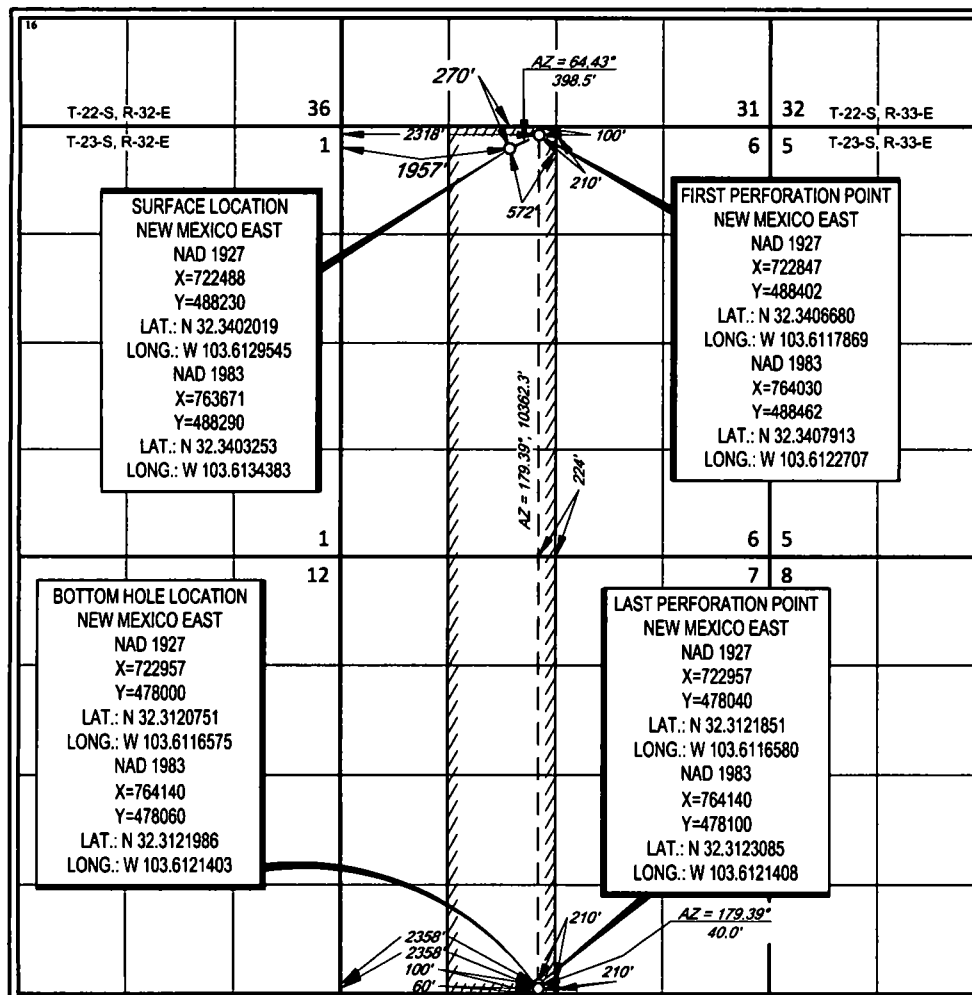 16
AZ = 64.43°
398.5'
270'
T-22-S, R-32-E
36
31 32
T-22-S, R-33-E
T-23-S, R-32-E
1
2318'
100'
6 5
T-23-S, R-33-E
1957'
210'
572'
SURFACE LOCATION
NEW MEXICO EAST
NAD 1927
X=722488
Y=488230
LAT.: N 32.3402019
LONG.: W 103.6129545
NAD 1983
X=763671
Y=488290
LAT.: N 32.3403253
LONG.: W 103.6134383
FIRST PERFORATION POINT
NEW MEXICO EAST
NAD 1927
X=722847
Y=488402
LAT.: N 32.3406680
LONG.: W 103.6117869
NAD 1983
X=764030
Y=488462
LAT.: N 32.3407913
LONG.: W 103.6122707
AZ = 179.39°, 10362.3'
224'
1
6 5
12
7 8
BOTTOM HOLE LOCATION
NEW MEXICO EAST
NAD 1927
X=722957
Y=478000
LAT.: N 32.3120751
LONG.: W 103.6116575
NAD 1983
X=764140
Y=478060
LAT.: N 32.3121986
LONG.: W 103.6121403
LAST PERFORATION POINT
NEW MEXICO EAST
NAD 1927
X=722957
Y=478040
LAT.: N 32.3121851
LONG.: W 103.6116580
NAD 1983
X=764140
Y=478100
LAT.: N 32.3123085
LONG.: W 103.6121408
210'
AZ = 179.39°
40.0'
2358'
2358'
100'
210'
60'